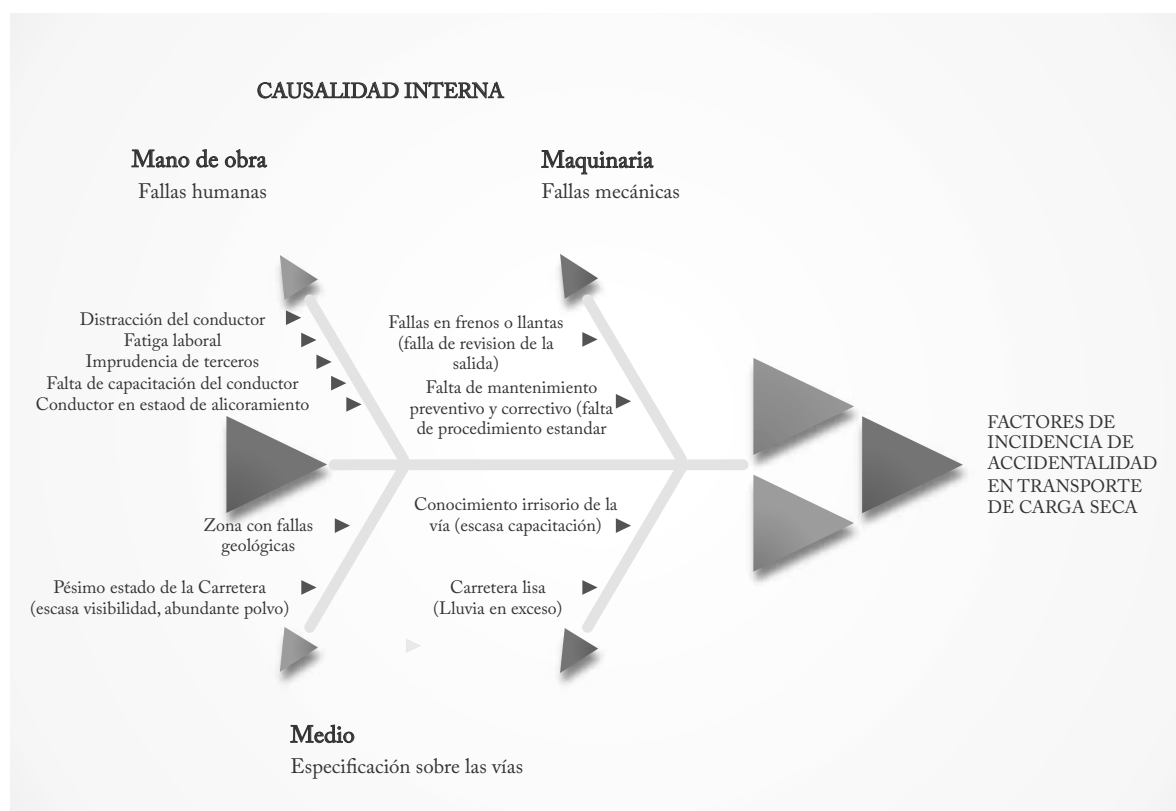 CAUSALIDAD INTERNA
Mano de obra
Fallas humanas
Maquinaria
Fallas mecánicas
Distracción del conductor
Fatiga laboral
Imprudencia de terceros
Falta de capacitación del conductor
Conductor en estaod de alicoramiento
Fallas en frenos o llantas
(falla de revision de la
salida)
Falta de mantenimiento
preventivo y correctivo (falta
de procedimiento estandar
FACTORES DE
INCIDENCIA DE
ACCIDENTALIDAD
EN TRANSPORTE
DE CARGA SECA
Zona con fallas
geológicas
Pésimo estado de la Carretera
(escasa visibilidad, abundante polvo)
Conocimiento irrisorio de la
vía (escasa capacitación)
Carretera lisa
(Lluvia en exceso)
Medio
Especificación sobre las vías